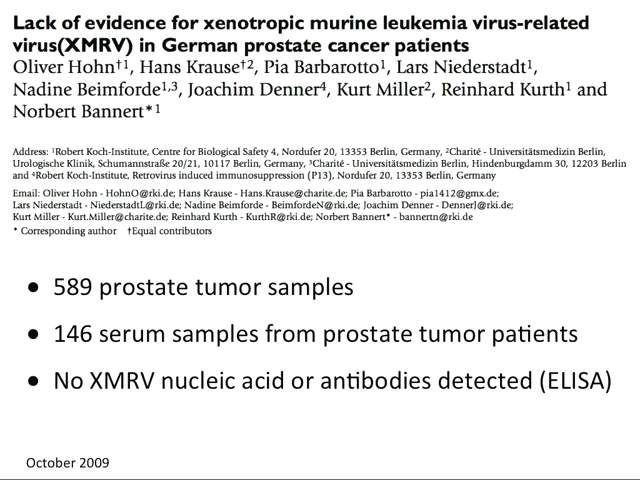 Lack of evidence for xenotropic murine leukemia virus-related
virus(XMRV) in German prostate cancer patients
Oliver Hohn†1, Hans Krause†2, Pia Barbarotto1, Lars Niederstadt1,
Nadine Beimforde1,3, Joachim Denner4, Kurt Miller2, Reinhard Kurth1 and
Norbert Bannert*1
Address: 1Robert Koch-Institute, Centre for Biological Safety 4, Nordufer 20, 13353 Berlin, Germany, 2Charité - Universitätsmedizin Berlin,
Urologische Klinik, Schumannstraße 20/21, 10117 Berlin, Germany, 3Charité - Universitätsmedizin Berlin, Hindenburgdamm 30, 12203 Berlin
and 4Robert Koch-Institute, Retrovirus induced immunosuppression (P13), Nordufer 20, 13353 Berlin, Germany
Email: Oliver Hohn - HohnO@rki.de; Hans Krause - Hans.Krause@charite.de; Pia Barbarotto - pia1412@gmx.de;
Lars Niederstadt - NiederstadtL@rki.de; Nadine Beimforde - BeimfordeN@rki.de; Joachim Denner - DennerJ@rki.de;
Kurt Miller - Kurt.Miller@charite.de; Reinhard Kurth - KurthR@rki.de; Norbert Bannert* - bannertn@rki.de
* Corresponding author †Equal contributors
● 589 prostate tumor samples
● 146 serum samples from prostate tumor patients
● No XMRV nucleic acid or antibodies detected (ELISA)
October 2009